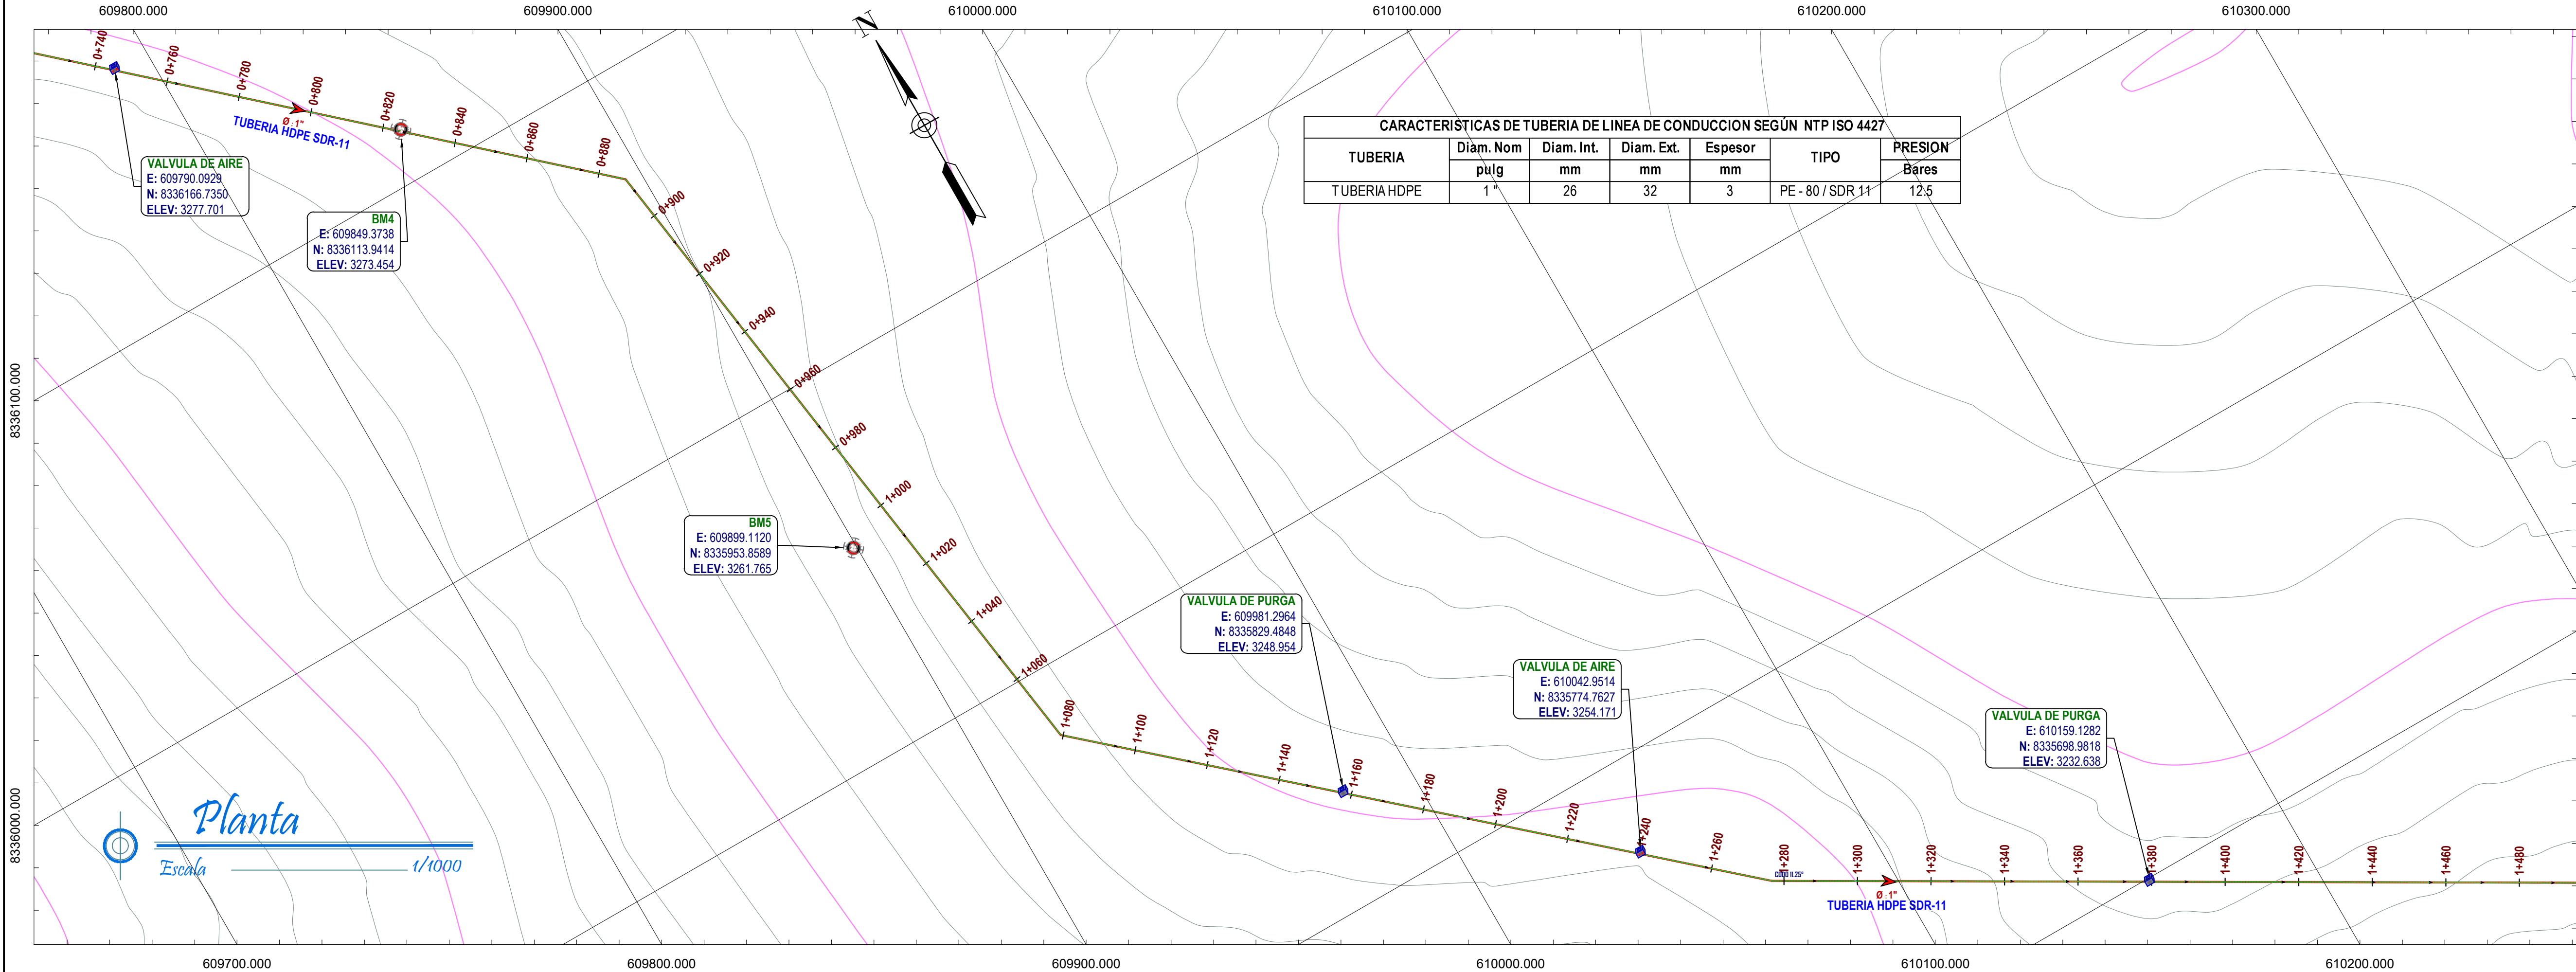 609800.000
609900.000
610000.000
610100.000
610200.000
610300.000
N
0+740
0+760
0+780
0+800
0+820
0+840
0+860
0+880
0+900
0+920
0+940
0+960
0+980
1+000
1+020
1+040
1+060
1+080
1+100
1+120
1+140
1+160
1+180
1+200
1+220
1+240
1+260
1+280
1+300
1+320
1+340
1+360
1+380
1+400
1+420
1+440
1+460
1+480
Ø :1"
TUBERIA HDPE SDR-11
VALVULA DE AIRE
E: 609790.0929
N: 8336166.7350
ELEV: 3277.701
BM4
E: 609849.3738
N: 8336113.9414
ELEV: 3273.454
CARACTERISTICAS DE TUBERIA DE LINEA DE CONDUCCION SEGÚN NTP ISO 4427
TUBERIA Diam. Nom Diam. Int. Diam. Ext. Espesor TIPO PRESION
pulg mm mm mm Bares
TUBERIA HDPE 1 " 26 32 3 PE - 80 / SDR 11 12.5
8336100.000
BM5
E: 609899.1120
N: 8335953.8589
ELEV: 3261.765
VALVULA DE PURGA
E: 609981.2964
N: 8335829.4848
ELEV: 3248.954
VALVULA DE AIRE
E: 610042.9514
N: 8335774.7627
ELEV: 3254.171
VALVULA DE PURGA
E: 610159.1282
N: 8335698.9818
ELEV: 3232.638
8336000.000
Planta
Escala 1/1000
CODO 11.25°
Ø :1"
TUBERIA HDPE SDR-11
609700.000
609800.000
609900.000
610000.000
610100.000
610200.000